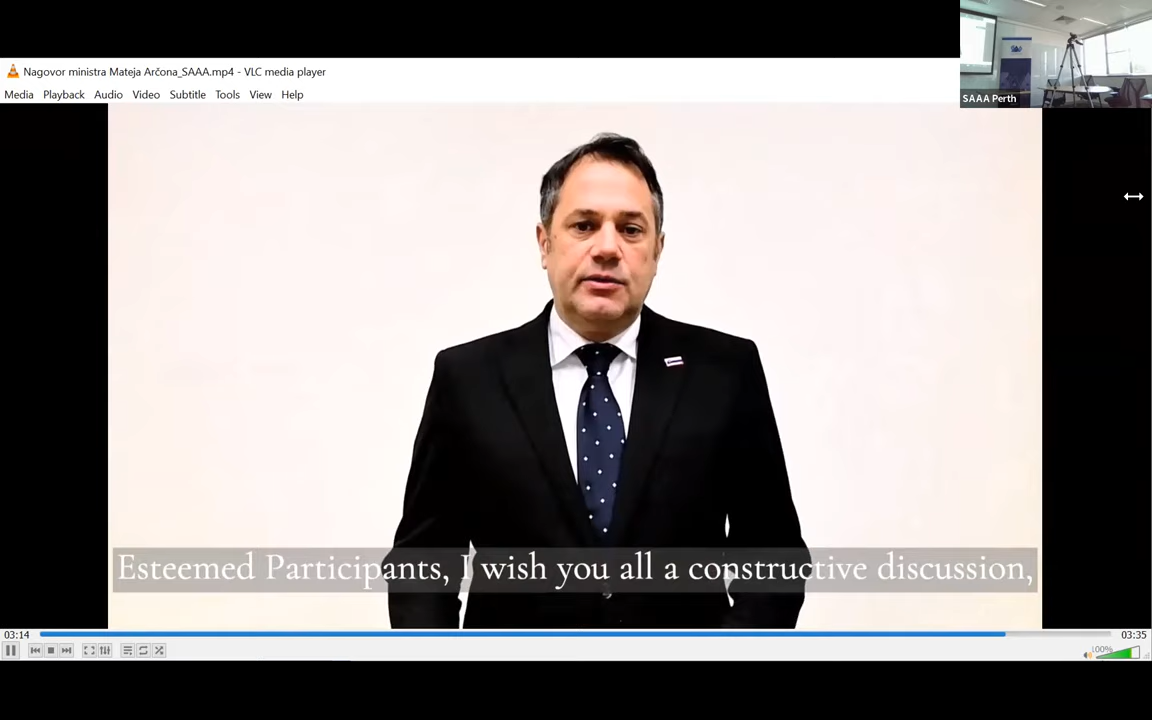 Nagovor ministra Mateja Arčona_SAAA.mp4 - VLC media player
Media Playback Audio Video Subtitle Tools View Help
SAAA Perth
Esteemed Participants, I wish you all a constructive discussion,
03:14
03:35
100%